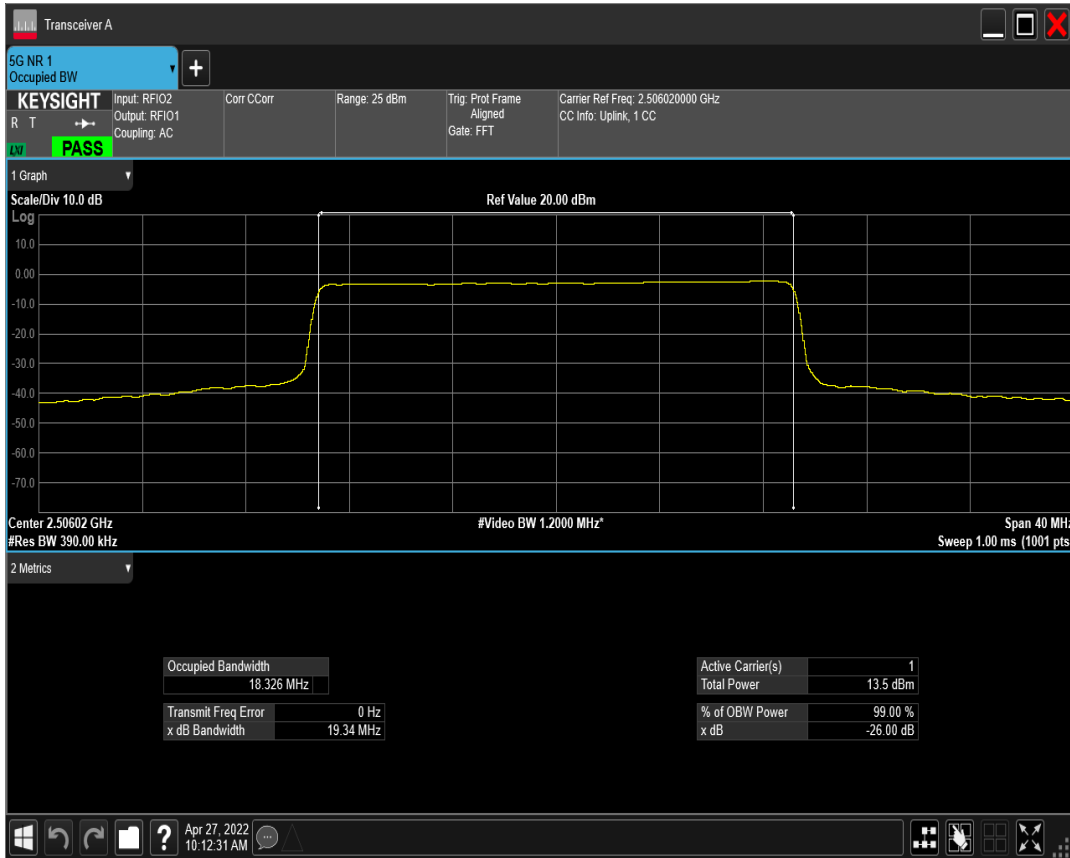 Transceiver A
5G NR 1
Occupied BW
+
KEYSIGHT
R T
LXI
PASS
Input: RFIO2
Output: RFIO1
Coupling: AC
Corr CCorr
Range: 25 dBm
Trig: Prot Frame
Aligned
Gate: FFT
Carrier Ref Freq: 2.506020000 GHz
CC Info: Uplink, 1 CC
1 Graph
Scale/Div 10.0 dB
Ref Value 20.00 dBm
Log
10.0
0.00
-10.0
-20.0
-30.0
-40.0
-50.0
-60.0
-70.0
Center 2.50602 GHz
#Video BW 1.2000 MHz*
Span 40 MHz
#Res BW 390.00 kHz
Sweep 1.00 ms (1001 pts
2 Metrics
Occupied Bandwidth
18.326 MHz
Transmit Freq Error 0 Hz
x dB Bandwidth 19.34 MHz
Active Carrier(s) 1
Total Power 13.5 dBm
% of OBW Power 99.00 %
x dB -26.00 dB
?
Apr 27, 2022
10:12:31 AM